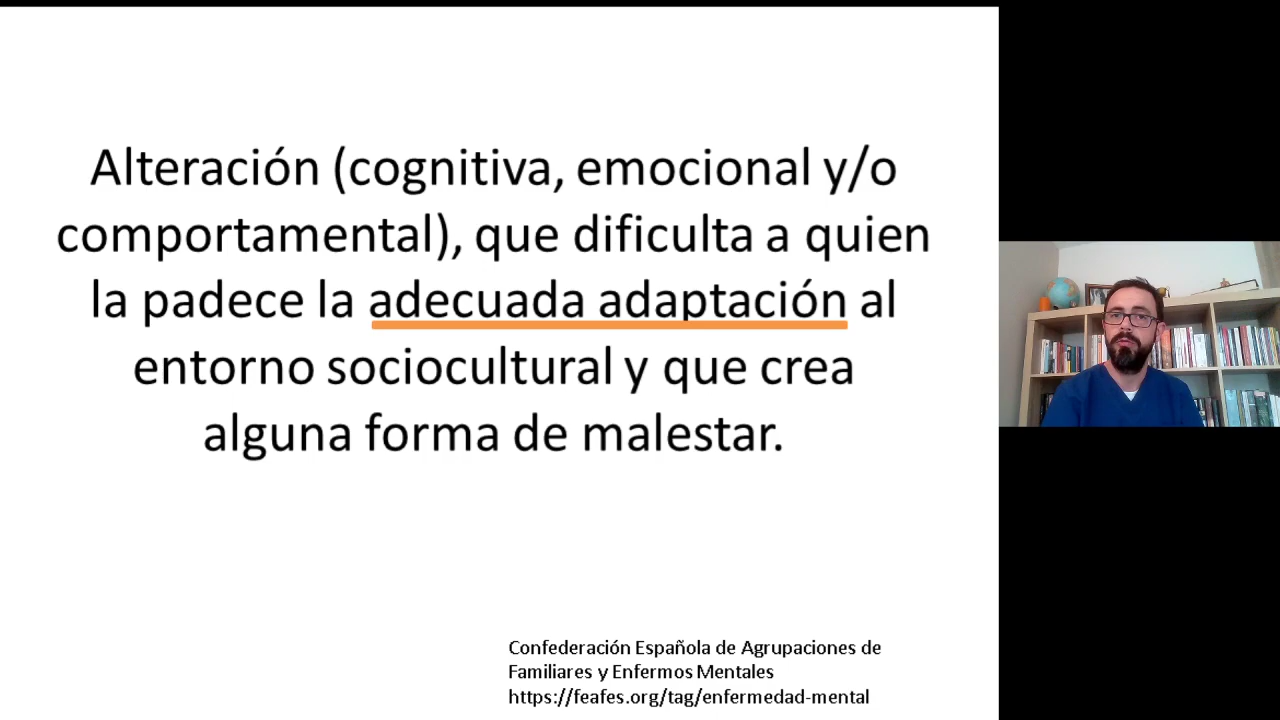 Alteración (cognitiva, emocional y/o
comportamental), que dificulta a quien
la padece la adecuada adaptación al
entorno sociocultural y que crea
alguna forma de malestar.
Confederación Española de Agrupaciones de
Familiares y Enfermos Mentales
https://feafes.org/tag/enfermedad-mental